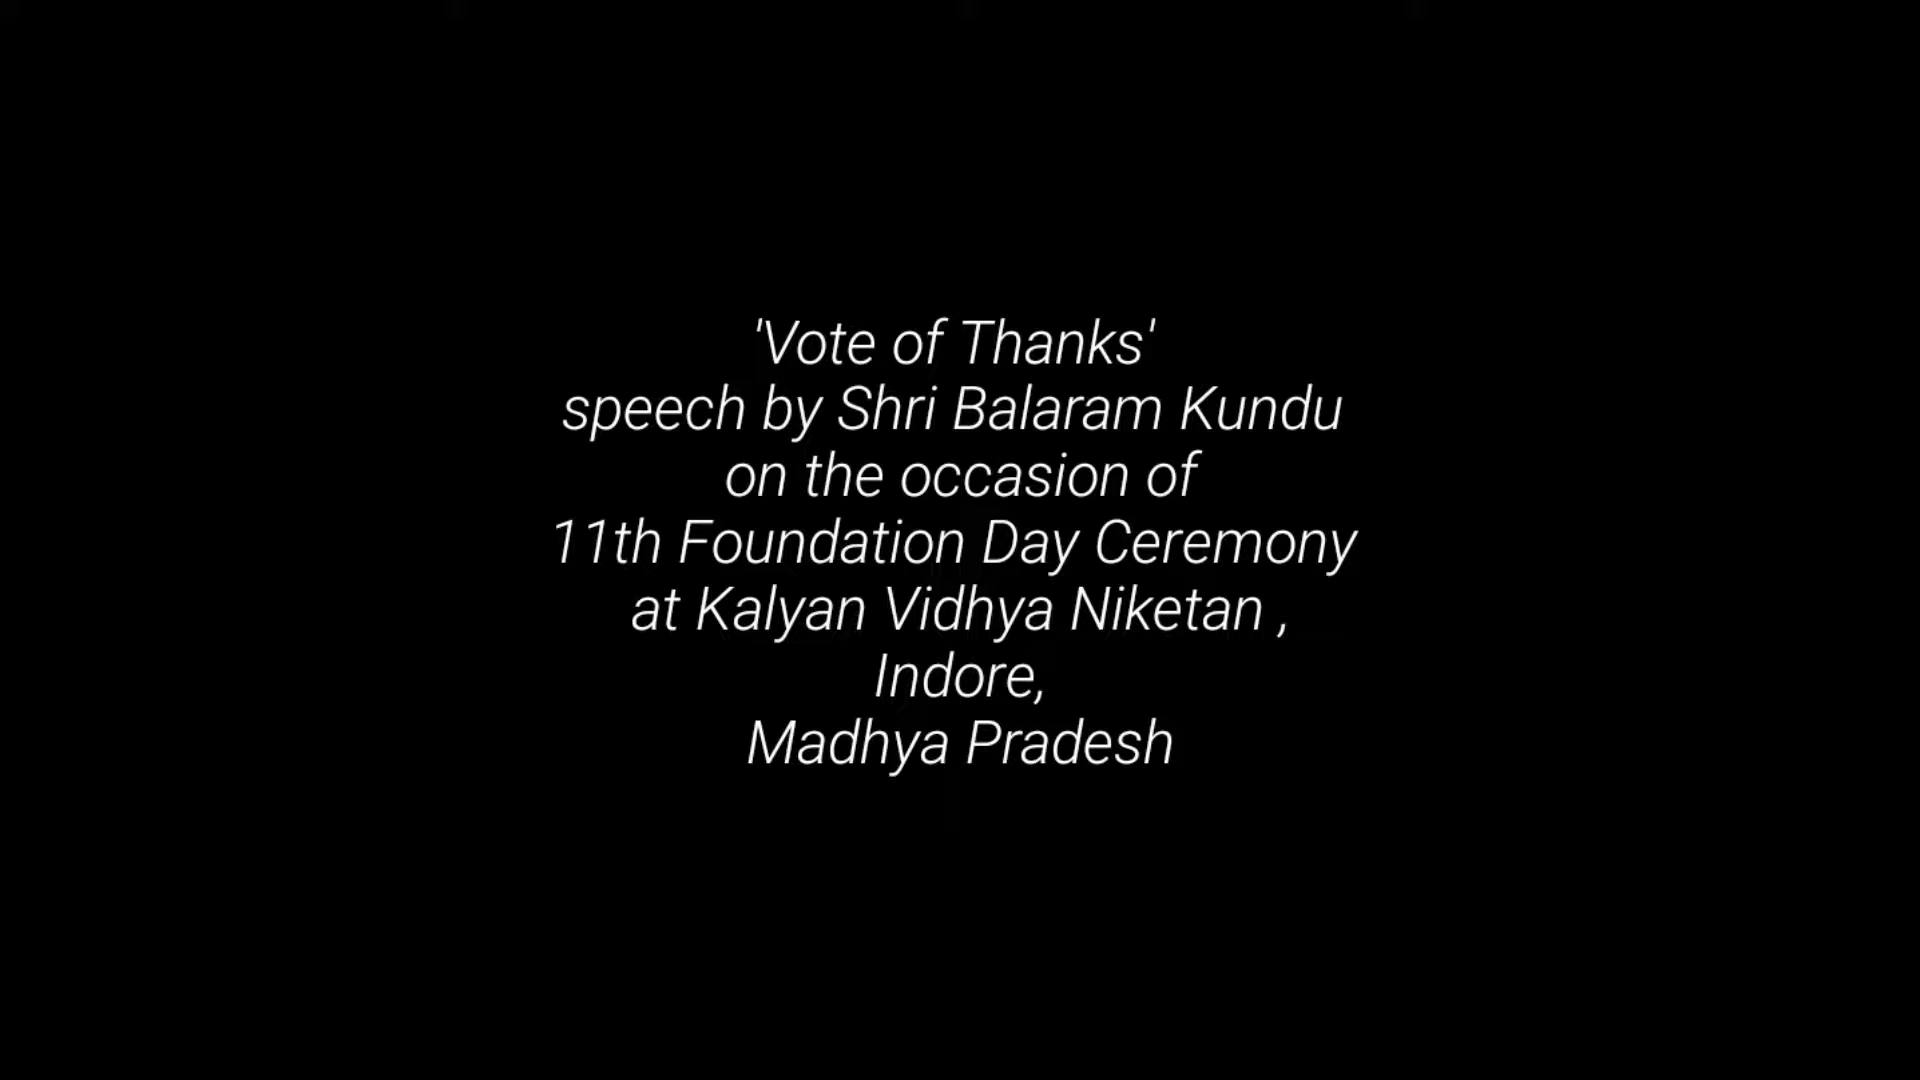 'Vote of Thanks'
speech by Shri Balaram Kundu
on the occasion of
11th Foundation Day Ceremony
at Kalyan Vidhya Niketan ,
Indore,
Madhya Pradesh